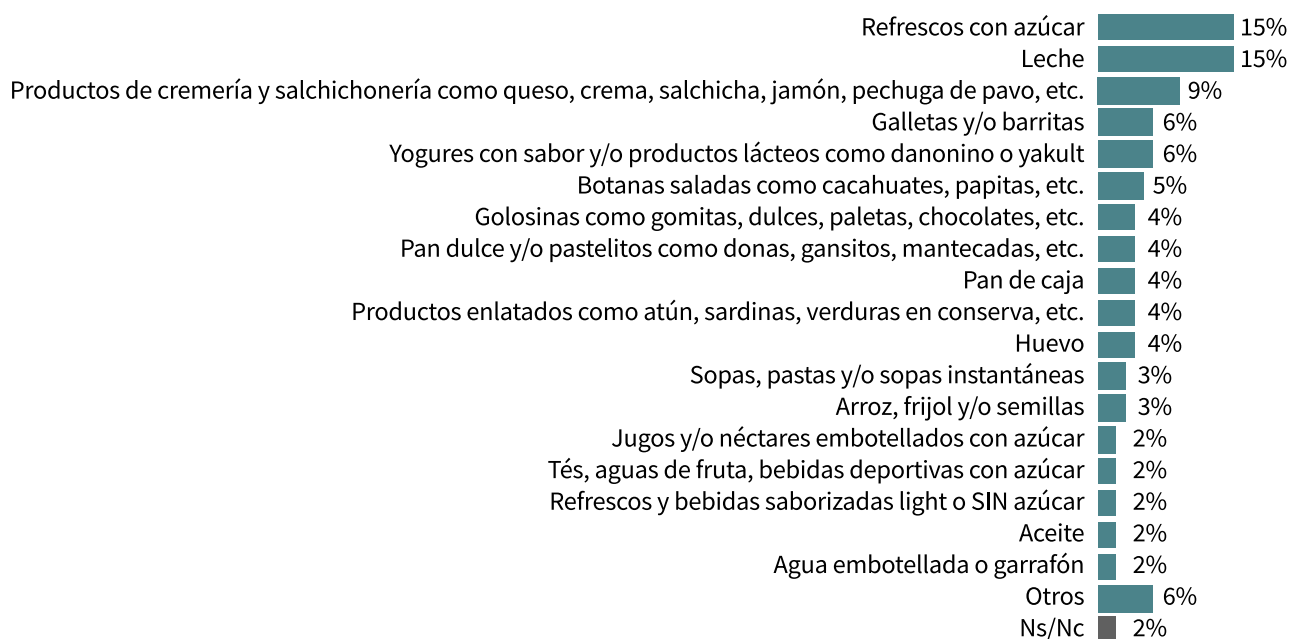 Refrescos con azúcar 15%
Leche 15%
Productos de cremería y salchichonería como queso, crema, salchicha, jamón, pechuga de pavo, etc. 9%
Galletas y/o barritas 6%
Yogures con sabor y/o productos lácteos como danonino o yakult 6%
Botanas saladas como cacahuates, papitas, etc. 5%
Golosinas como gomitas, dulces, paletas, chocolates, etc. 4%
Pan dulce y/o pastelitos como donas, gansitos, mantecadas, etc. 4%
Pan de caja 4%
Productos enlatados como atún, sardinas, verduras en conserva, etc. 4%
Huevo 4%
Sopas, pastas y/o sopas instantáneas 3%
Arroz, frijol y/o semillas 3%
Jugos y/o néctares embotellados con azúcar 2%
Tés, aguas de fruta, bebidas deportivas con azúcar 2%
Refrescos y bebidas saborizadas light o SIN azúcar 2%
Aceite 2%
Agua embotellada o garrafón 2%
Otros 6%
Ns/Nc 2%